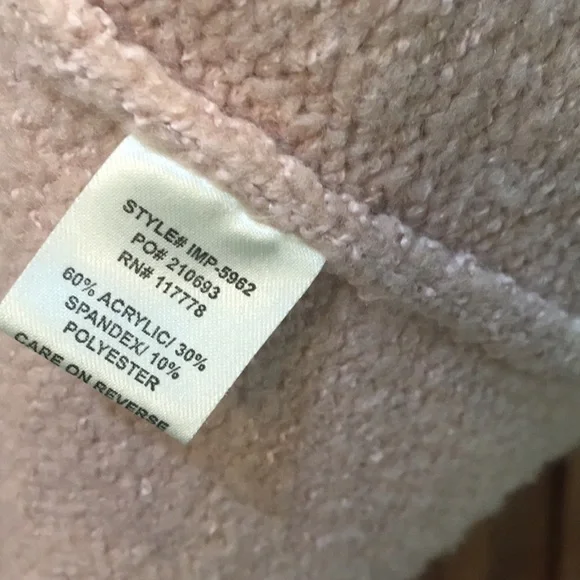 STYLE# IMP-5962
PO# 210693
RN# 117778
60% ACRYLIC/ 30%
SPANDEX/ 10%
POLYESTER
CARE ON REVERSE